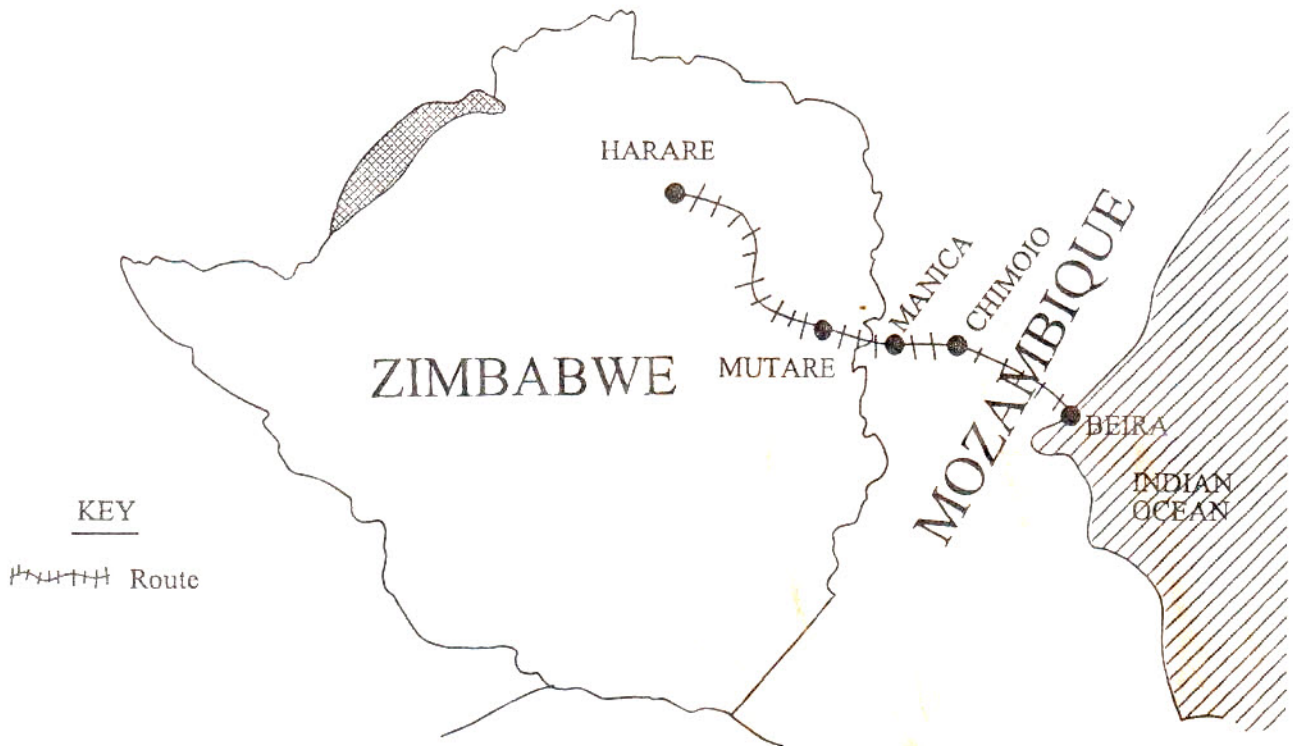 HARARE
MANICA
CHIMOIO
MOZAMBIQUE
ZIMBABWE
MUTARE
BEIRA
INDIAN
OCEAN
KEY
Route